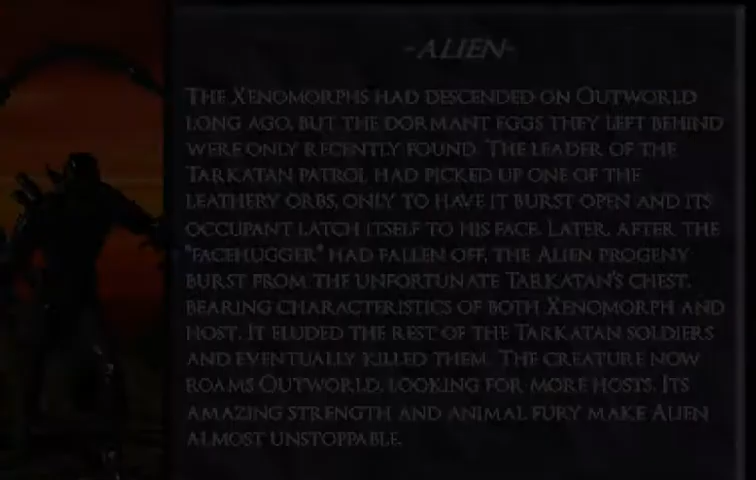 -ALIEN-
THE XENOMORPHS HAD DESCENDED ON OUTWORLD
LONG AGO, BUT THE DORMANT EGGS THEY LEFT BEHIND
WERE ONLY RECENTLY FOUND. THE LEADER OF THE
TARKATAN PATROL HAD PICKED UP ONE OF THE
LEATHERY ORBS, ONLY TO HAVE IT BURST OPEN AND ITS
OCCUPANT LATCH ITSELF TO HIS FACE. LATER, AFTER THE
"FACEHUGGER" HAD FALLEN OFF, THE ALIEN PROGENY
BURST FROM THE UNFORTUNATE TARKATAN'S CHEST,
BEARING CHARACTERISTICS OF BOTH XENOMORPH AND
HOST. IT ELUDED THE REST OF THE TARKATAN SOLDIERS
AND EVENTUALLY KILLED THEM. THE CREATURE NOW
ROAMS OUTWORLD, LOOKING FOR MORE HOSTS. ITS
AMAZING STRENGTH AND ANIMAL FURY MAKE ALIEN
ALMOST UNSTOPPABLE.